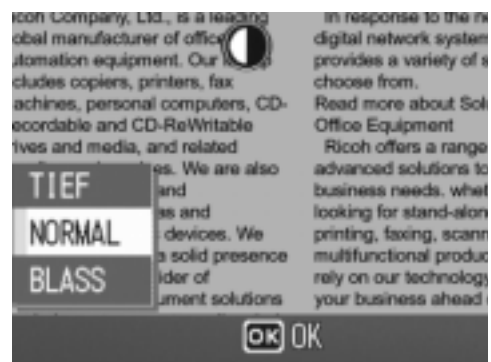 icoh Company, Ltd., is a leading
obal manufacturer of office
utomation equipment. Our
cludes copiers, printers, fax
achines, personal computers, CD-
ecordable and CD-ReWritable
rives and media, and related
es. We are also
and
as and
devices. We
a solid presence
ider of
ument solutions
In response to the ne
digital network system
provides a variety of s
choose from.
Read more about Solu
Office Equipment
Ricoh offers a range
advanced solutions to
business needs. whet
looking for stand-alon
printing, faxing, scann
multifunctional produc
rely on our technology
your business ahead
TIEF
NORMAL
BLASS
OK OK